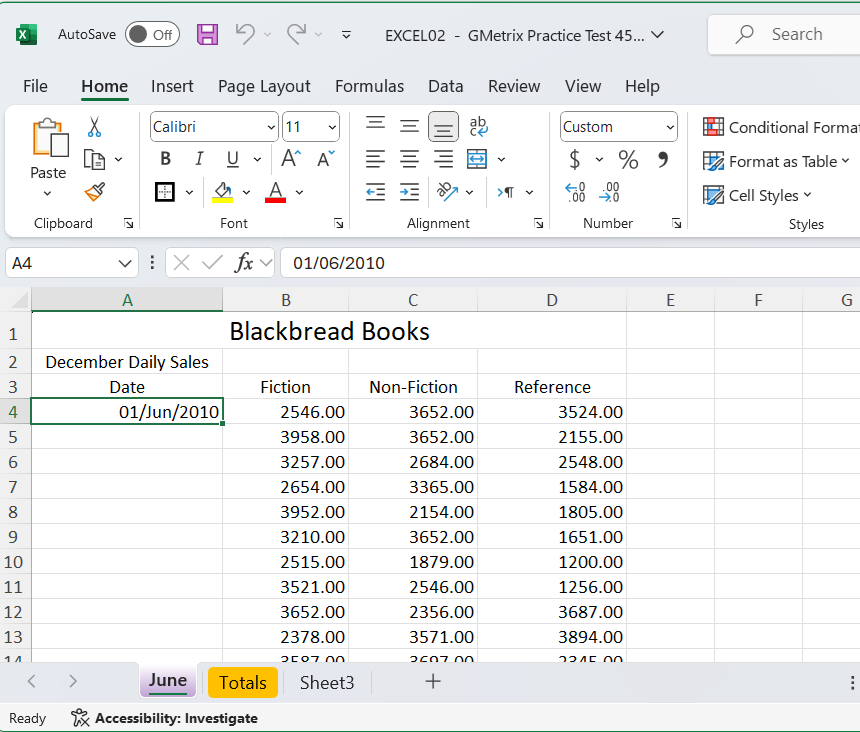 AutoSave Off EXCEL02 - GMetrix Practice Test 45... Search
File Home Insert Page Layout Formulas Data Review View Help
Calibri 11 ab Custom Conditional Format
Paste B I U A A $ % 9 Format as Table
A Cell Styles
Clipboard Font Alignment Number Styles
A4 fx 01/06/2010
A B C D E F G
1 Blackbread Books
2 December Daily Sales
3 Date Fiction Non-Fiction Reference
4 01/Jun/2010 2546.00 3652.00 3524.00
5 3958.00 3652.00 2155.00
6 3257.00 2684.00 2548.00
7 2654.00 3365.00 1584.00
8 3952.00 2154.00 1805.00
9 3210.00 3652.00 1651.00
10 2515.00 1879.00 1200.00
11 3521.00 2546.00 1256.00
12 3652.00 2356.00 3687.00
13 2378.00 3571.00 3894.00
14 3587.00 3697.00 2345.00
June Totals Sheet3 +
Ready Accessibility: Investigate